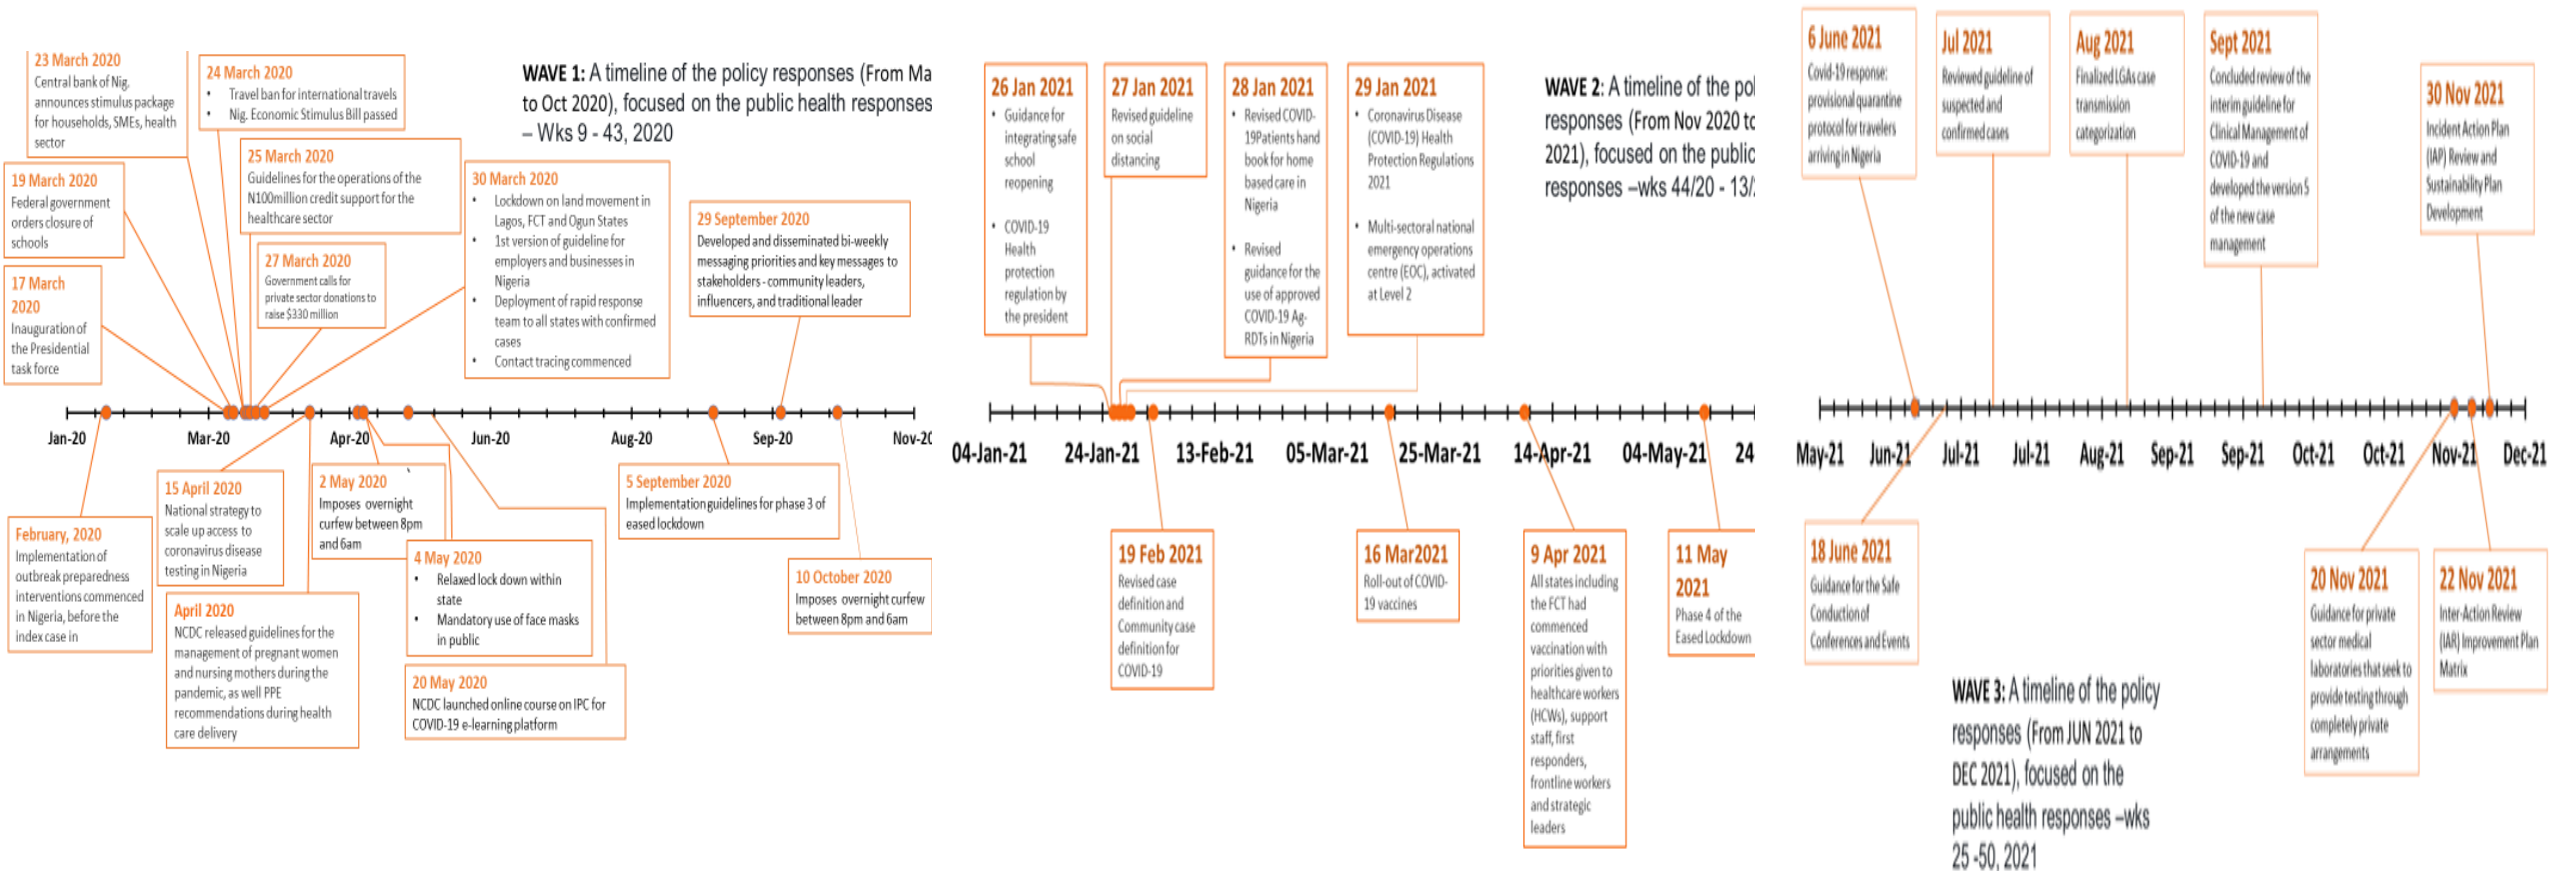 23 March 2020
Central bank of Nig.
announces stimulus package
for households, SMEs, health
sector
24 March 2020
• Travel ban for international travels
• Nig. Economic Stimulus Bill passed
WAVE 1: A timeline of the policy responses (From Ma
to Oct 2020), focused on the public health responses
– Wks 9 - 43, 2020
19 March 2020
Federal government
orders closure of
schools
25 March 2020
Guidelines for the operations of the
N100million credit support for the
healthcare sector
17 March
2020
Inauguration of
the Presidential
task force
27 March 2020
Government calls for
private sector donations to
raise $330 million
30 March 2020
• Lockdown on land movement in
Lagos, FCT and Ogun States
• 1st version of guideline for
employers and businesses in
Nigeria
• Deployment of rapid response
team to all states with confirmed
cases
• Contact tracing commenced
29 September 2020
Developed and disseminated bi-weekly
messaging priorities and key messages to
stakeholders - community leaders,
influencers, and traditional leader
Jan-20 Mar-20 Apr-20 Jun-20 Aug-20 Sep-20 Nov-20
February, 2020
Implementation of
outbreak preparedness
interventions commenced
in Nigeria, before the
index case in
15 April 2020
National strategy to
scale up access to
coronavirus disease
testing in Nigeria
April 2020
NCDC released guidelines for the
management of pregnant women
and nursing mothers during the
pandemic, as well PPE
recommendations during health
care delivery
2 May 2020
Imposes overnight
curfew between 8pm
and 6am
4 May 2020
• Relaxed lock down within
state
• Mandatory use of face masks
in public
20 May 2020
NCDC launched online course on IPC for
COVID-19 e-learning platform
5 September 2020
Implementation guidelines for phase 3 of
eased lockdown
10 October 2020
Imposes overnight curfew
between 8pm and 6am
26 Jan 2021
• Guidance for
integrating safe
school
reopening
• COVID-19
Health
protection
regulation by
the president
27 Jan 2021
Revised guideline
on social
distancing
28 Jan 2021
• Revised COVID-
19Patients hand
book for home
based care in
Nigeria
• Revised
guidance for the
use of approved
COVID-19 Ag-
RDTs in Nigeria
29 Jan 2021
• Coronavirus Disease
(COVID-19) Health
Protection Regulations
2021
• Multi-sectoral national
emergency operations
centre (EOC), activated
at Level 2
WAVE 2: A timeline of the pol
responses (From Nov 2020 to
2021), focused on the public
responses –wks 44/20 - 13/
04-Jan-21 24-Jan-21 13-Feb-21 05-Mar-21 25-Mar-21 14-Apr-21 04-May-21 24
19 Feb 2021
Revised case
definition and
Community case
definition for
COVID-19
16 Mar2021
Roll-out of COVID-
19 vaccines
9 Apr 2021
All states including
the FCT had
commenced
vaccination with
priorities given to
healthcare workers
(HCWs), support
staff, first
responders,
frontline workers
and strategic
leaders
11 May
2021
Phase 4 of the
Eased Lockdown
6 June 2021
Covid-19 response:
provisional quarantine
protocol for travelers
arriving in Nigeria
Jul 2021
Reviewed guideline of
suspected and
confirmed cases
Aug 2021
Finalized LGAs case
transmission
categorization
Sept 2021
Concluded review of the
interim guideline for
Clinical Management of
COVID-19 and
developed the version 5
of the new case
management
30 Nov 2021
Incident Action Plan
(IAP) Review and
Sustainability Plan
Development
May-21 Jun-21 Jul-21 Jul-21 Aug-21 Sep-21 Sep-21 Oct-21 Oct-21 Nov-21 Dec-21
18 June 2021
Guidance for the Safe
Conduction of
Conferences and Events
20 Nov 2021
Guidance for private
sector medical
laboratories that seek to
provide testing through
completely private
arrangements
22 Nov 2021
Inter-Action Review
(IAR) Improvement Plan
Matrix
WAVE 3: A timeline of the policy
responses (From JUN 2021 to
DEC 2021), focused on the
public health responses –wks
25 -50, 2021